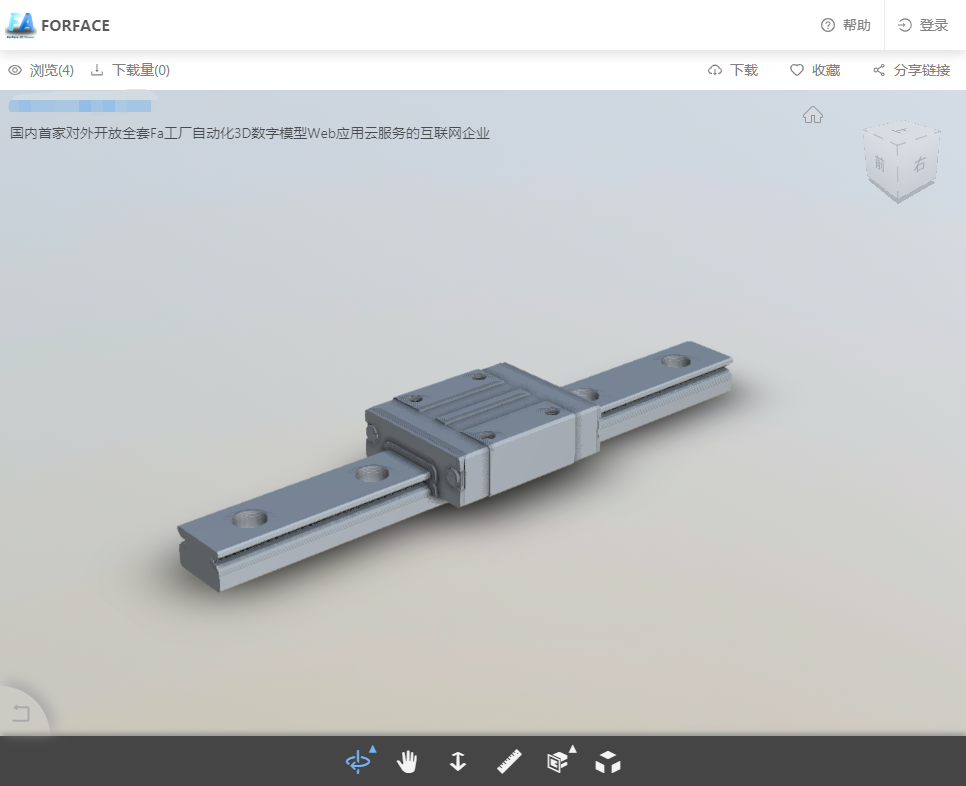 FORFACE
帮助
登录
浏览(4)
下载量(0)
下载
收藏
分享链接
国内首家对外开放全套Fa工厂自动化3D数字模型Web应用云服务的互联网企业
前
右